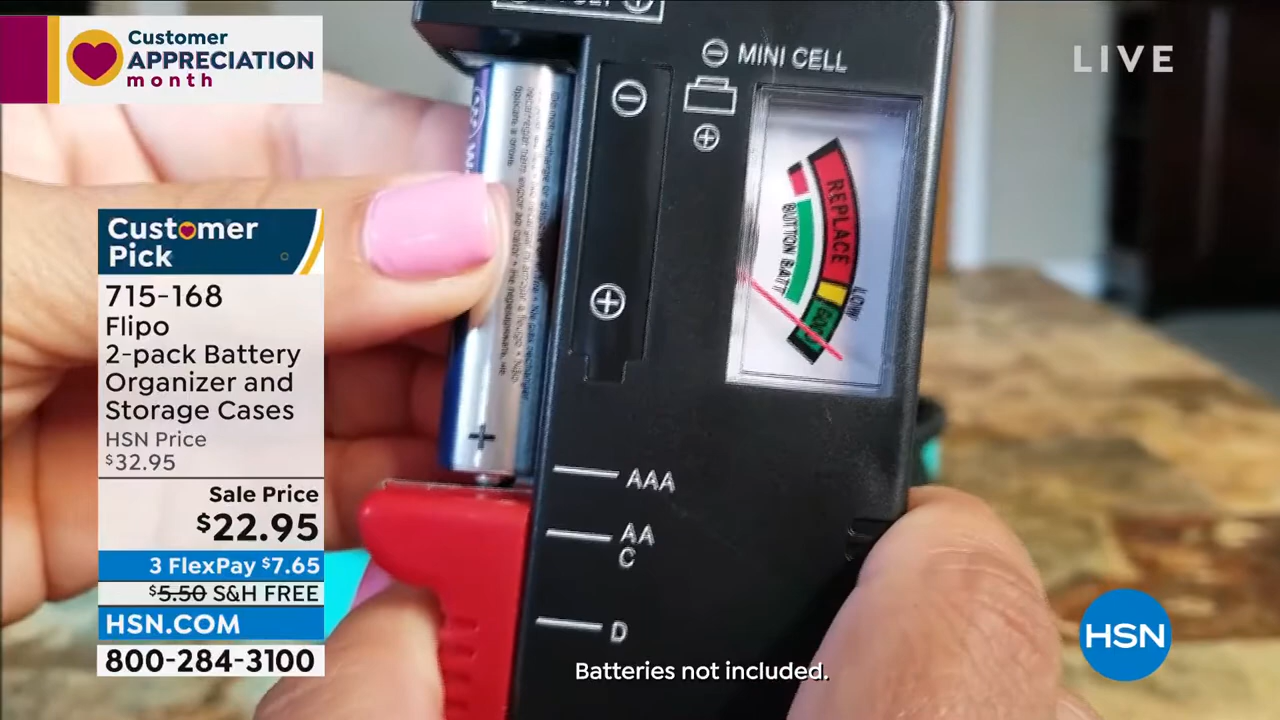 Customer
APPRECIATION
month
LIVE
MINI CELL
REPLACE
BUTTON BATT
LOW
GOOD
AAA
AA
C
D
Customer
Pick
715-168
Flipo
2-pack Battery
Organizer and
Storage Cases
HSN Price
$32.95
Sale Price
$22.95
3 FlexPay $7.65
$5.50 S&H FREE
HSN.COM
800-284-3100
Batteries not included.
HSN